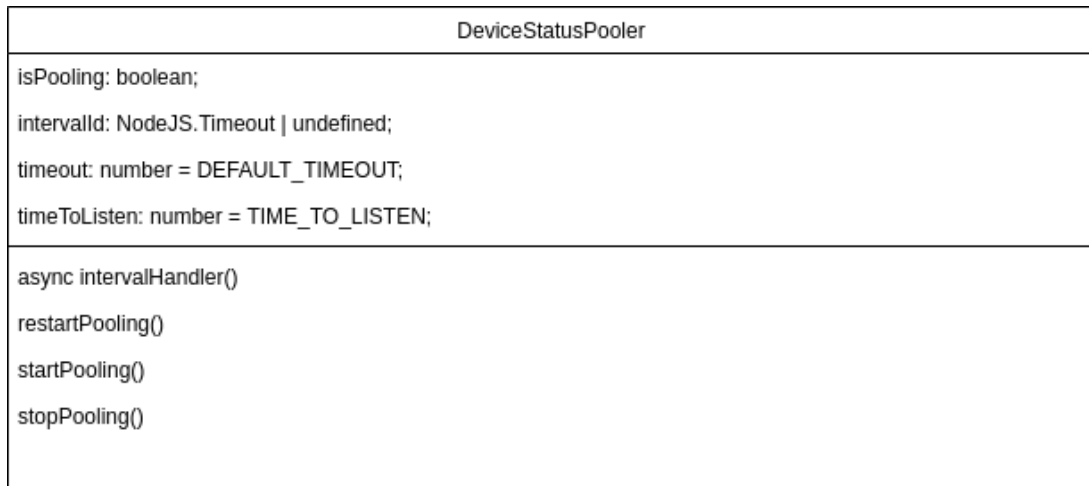 DeviceStatusPooler
isPooling: boolean;
intervalId: NodeJS.Timeout | undefined;
timeout: number = DEFAULT_TIMEOUT;
timeToListen: number = TIME_TO_LISTEN;
async intervalHandler()
restartPooling()
startPooling()
stopPooling()